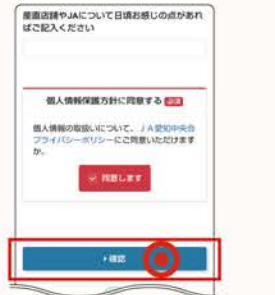 産直店舗やJAについて日頃お感じの点があれ
ばご記入ください
個人情報保護方針に同意する 必須
個人情報の取扱いについて、ＪＡ愛知中央会
プライバシーポリシーにご同意いただけます
か。
同意します
確認